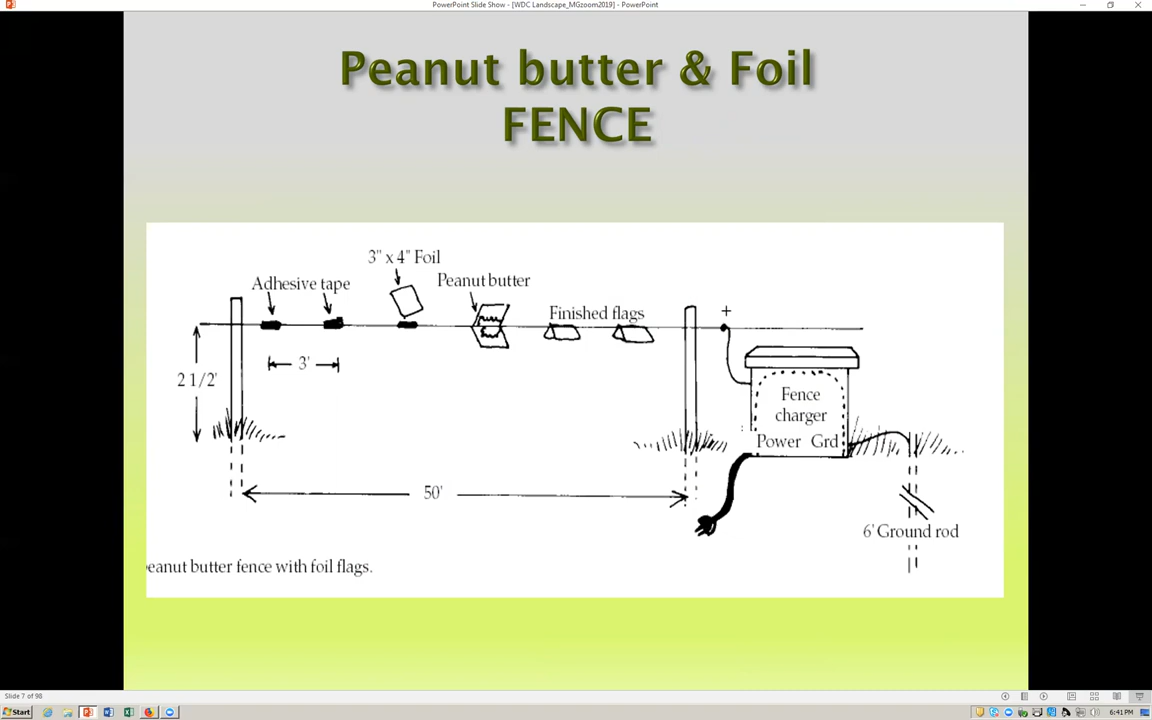 PowerPoint Slide Show - [WDC Landscape_MGzoom2019] - PowerPoint
Peanut butter & Foil
FENCE
3" x 4" Foil
Adhesive tape
Peanut butter
Finished flags
+
3'
2 1/2'
Fence
charger
Power Grd
50'
6' Ground rod
eanut butter fence with foil flags.
Slide 7 of 98
Start
6:41 PM